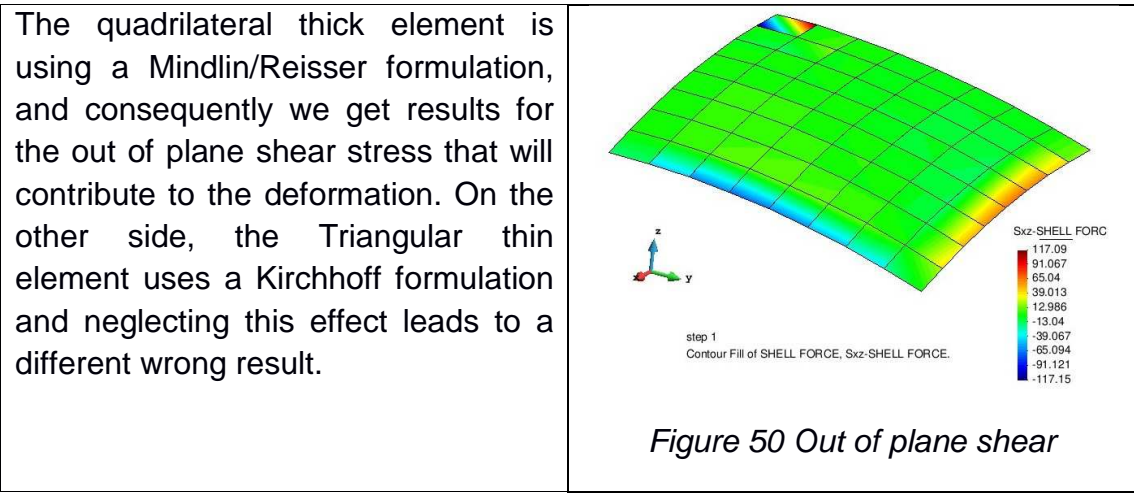 The quadrilateral thick element is
using a Mindlin/Reisser formulation,
and consequently we get results for
the out of plane shear stress that will
contribute to the deformation. On the
other side, the Triangular thin
element uses a Kirchhoff formulation
and neglecting this effect leads to a
different wrong result.
z
x y
Sxz-SHELL FORC
117.09
91.067
65.04
39.013
12.986
-13.04
-39.067
-65.094
-91.121
-117.15
step 1
Contour Fill of SHELL FORCE, Sxz-SHELL FORCE.
Figure 50 Out of plane shear